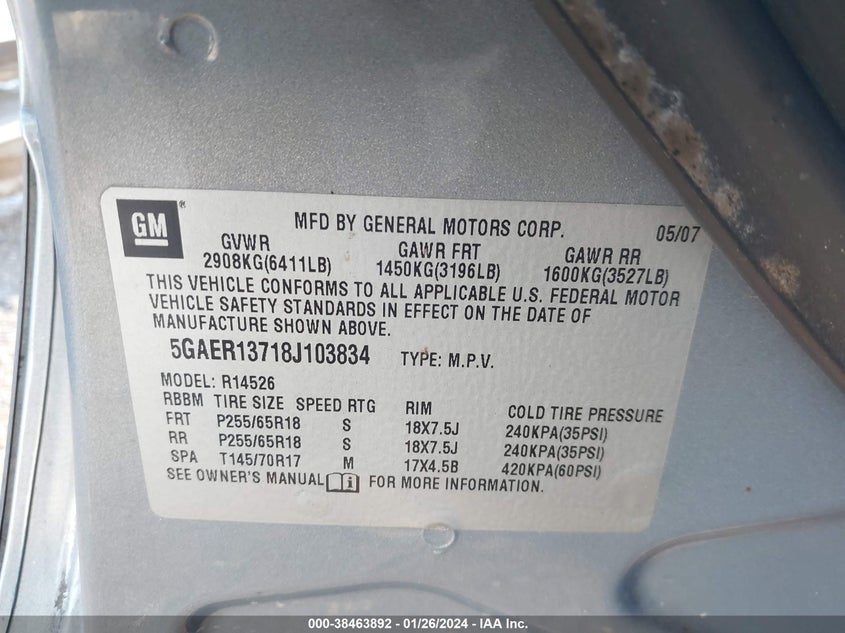 GM ®
MFD BY GENERAL MOTORS CORP. 05/07
GVWR GAWR FRT GAWR RR
2908KG(6411LB) 1450KG(3196LB) 1600KG(3527LB)
THIS VEHICLE CONFORMS TO ALL APPLICABLE U.S. FEDERAL MOTOR
VEHICLE SAFETY STANDARDS IN EFFECT ON THE DATE OF
MANUFACTURE SHOWN ABOVE.
5GAER13718J103834 TYPE: M.P.V.
MODEL: R14526
RBBM TIRE SIZE SPEED RTG RIM COLD TIRE PRESSURE
FRT P255/65R18 S 18X7.5J 240KPA(35PSI)
RR P255/65R18 S 18X7.5J 240KPA(35PSI)
SPA T145/70R17 M 17X4.5B 420KPA(60PSI)
SEE OWNER'S MANUAL i FOR MORE INFORMATION.
000-38463892 - 01/26/2024 - IAA Inc.